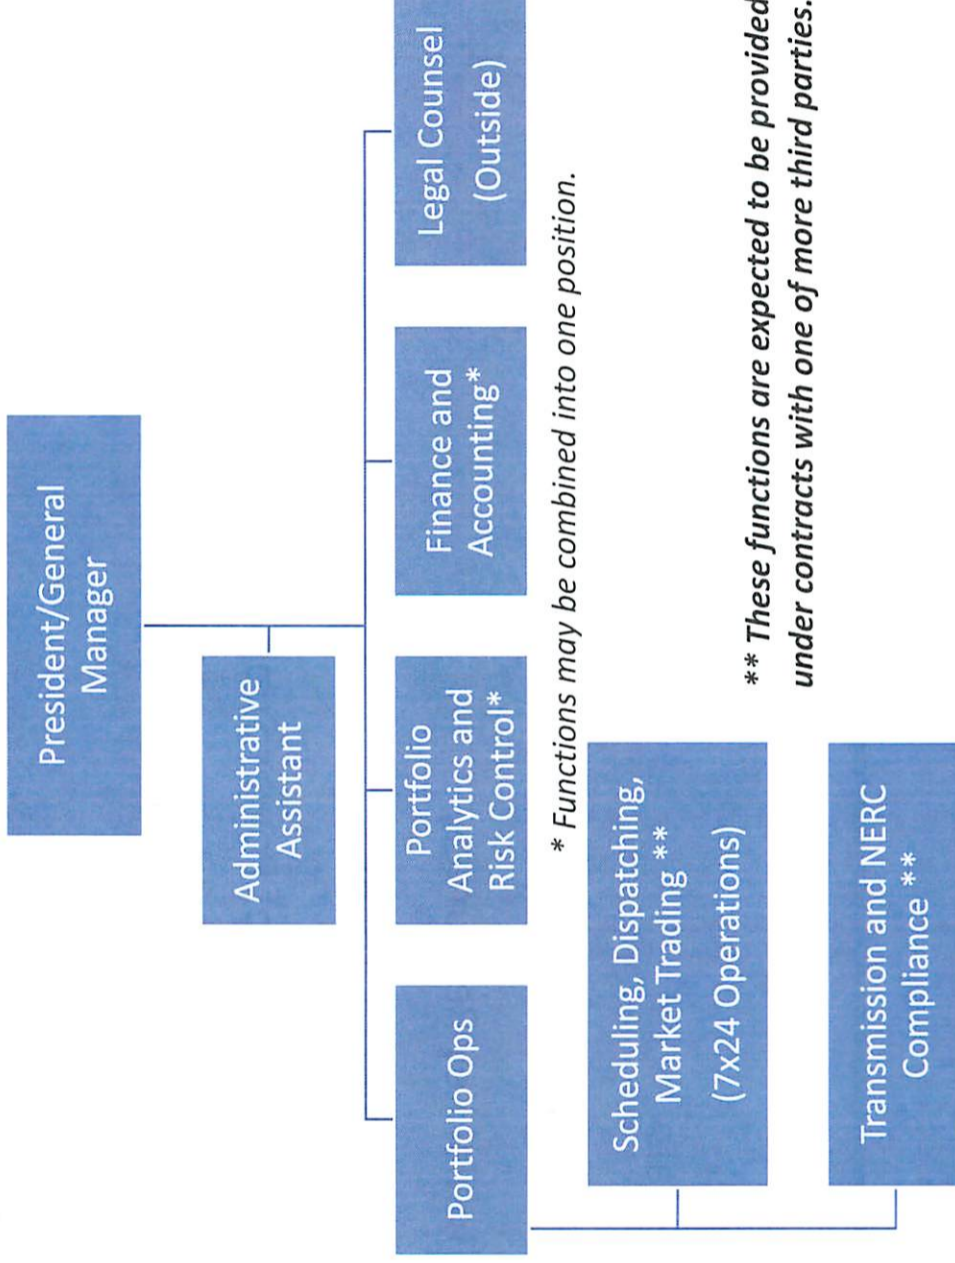 President/General
Manager
Administrative
Assistant
Portfolio Ops
Portfolio
Analytics and
Risk Control*
Finance and
Accounting*
Legal Counsel
(Outside)
* Functions may be combined into one position.
Scheduling, Dispatching,
Market Trading **
(7x24 Operations)
** These functions are expected to be provided
under contracts with one of more third parties.
Transmission and NERC
Compliance **